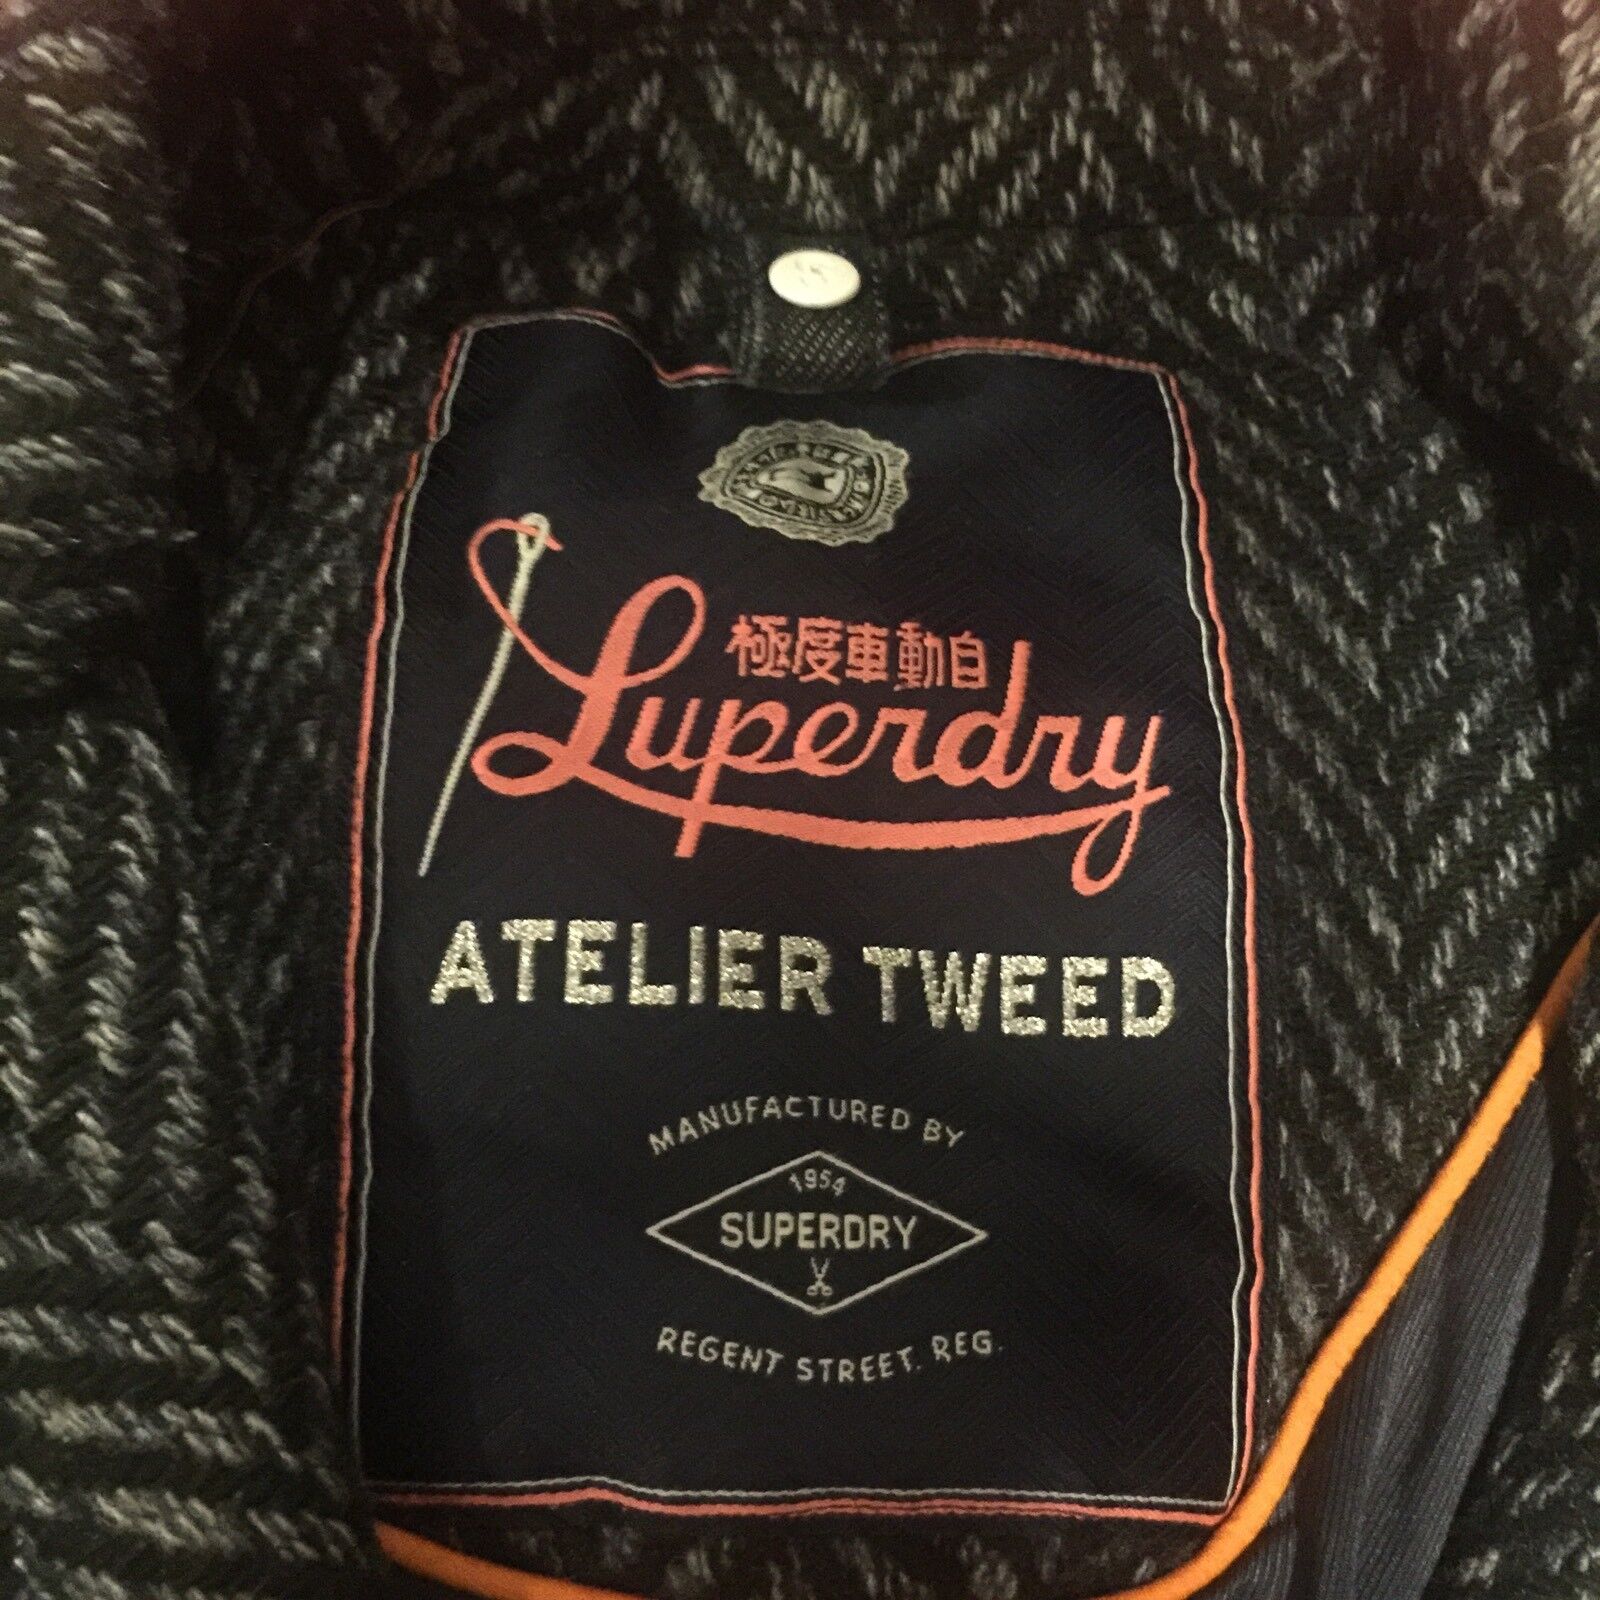 極度車動自
Superdry
ATELIER TWEED
MANUFACTURED BY
1954
SUPERDRY
REGENT STREET. REG.